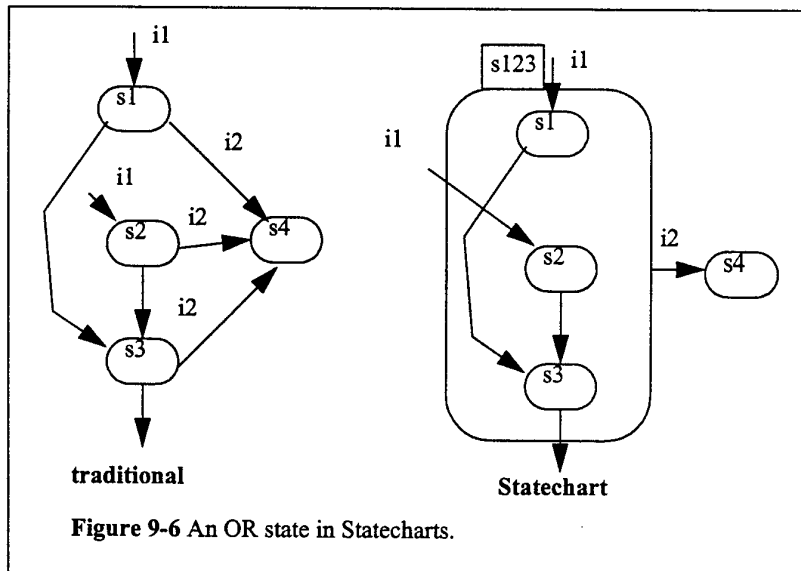 i1
s1
i2
i1
s2
i2
s4
i2
s3
traditional
s123
i1
s1
i1
s2
i2
s4
s3
Statechart
Figure 9-6 An OR state in Statecharts.